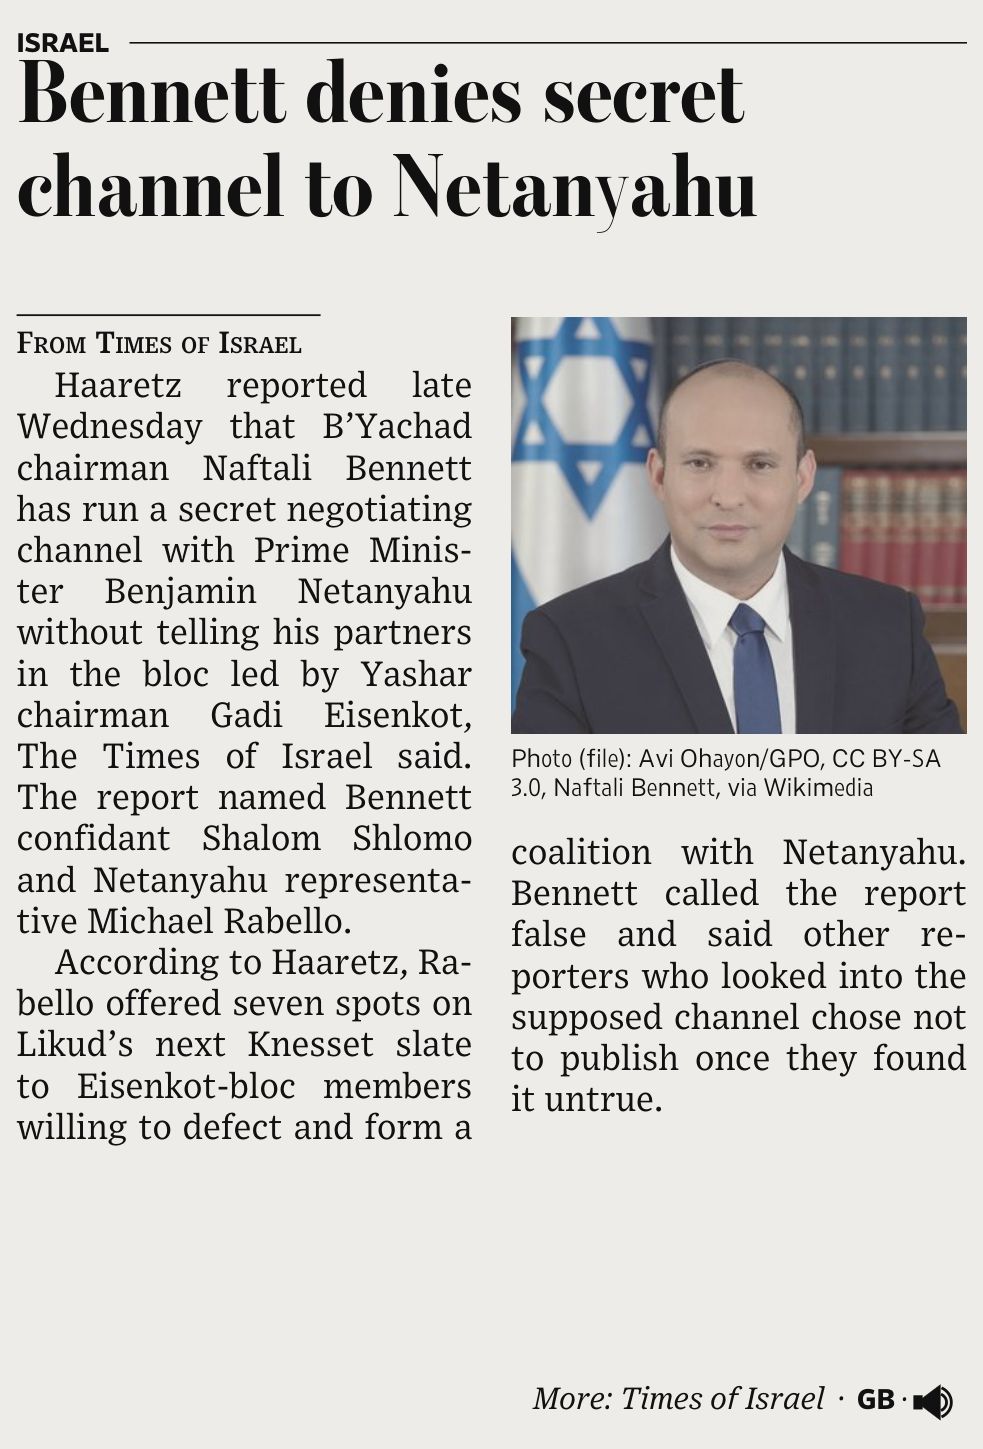 ISRAEL
Bennett denies secret
channel to Netanyahu
From Times of Israel
Haaretz reported late
Wednesday that B’Yachad
chairman Naftali Bennett
has run a secret negotiating
channel with Prime Minis-
ter Benjamin Netanyahu
without telling his partners
in the bloc led by Yashar
chairman Gadi Eisenkot,
The Times of Israel said.
The report named Bennett
confidant Shalom Shlomo
and Netanyahu representa-
tive Michael Rabello.
According to Haaretz, Ra-
bello offered seven spots on
Likud’s next Knesset slate
to Eisenkot-bloc members
willing to defect and form a
Photo (file): Avi Ohayon/GPO, CC BY-SA
3.0, Naftali Bennett, via Wikimedia
coalition with Netanyahu.
Bennett called the report
false and said other re-
porters who looked into the
supposed channel chose not
to publish once they found
it untrue.
More: Times of Israel · GB ·